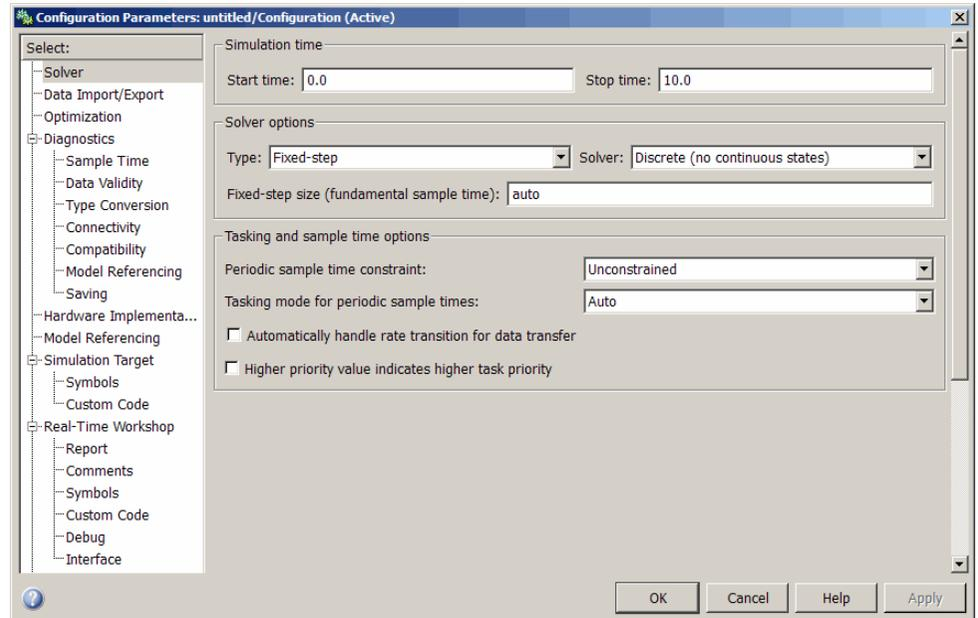 Configuration Parameters: untitled/Configuration (Active)
Select:
Solver
Data Import/Export
Optimization
Diagnostics
Sample Time
Data Validity
Type Conversion
Connectivity
Compatibility
Model Referencing
Saving
Hardware Implementa...
Model Referencing
Simulation Target
Symbols
Custom Code
Real-Time Workshop
Report
Comments
Symbols
Custom Code
Debug
Interface
Simulation time
Start time: 0.0 Stop time: 10.0
Solver options
Type: Fixed-step Solver: Discrete (no continuous states)
Fixed-step size (fundamental sample time): auto
Tasking and sample time options
Periodic sample time constraint: Unconstrained
Tasking mode for periodic sample times: Auto
Automatically handle rate transition for data transfer
Higher priority value indicates higher task priority
OK Cancel Help Apply